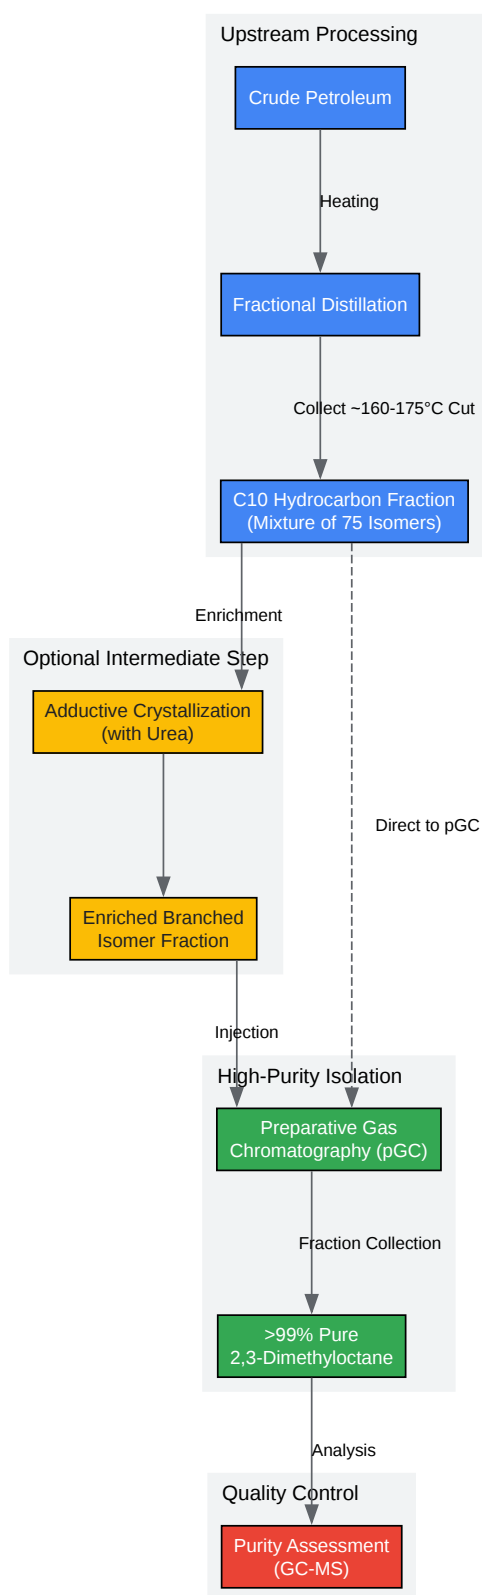 Upstream Processing
Crude Petroleum
Heating
Fractional Distillation
Collect ~160-175°C Cut
C10 Hydrocarbon Fraction
(Mixture of 75 Isomers)
Enrichment
Optional Intermediate Step
Adductive Crystallization
(with Urea)
Direct to pGC
Enriched Branched
Isomer Fraction
Injection
High-Purity Isolation
Preparative Gas
Chromatography (pGC)
Fraction Collection
>99% Pure
2,3-Dimethyloctane
Analysis
Quality Control
Purity Assessment
(GC-MS)